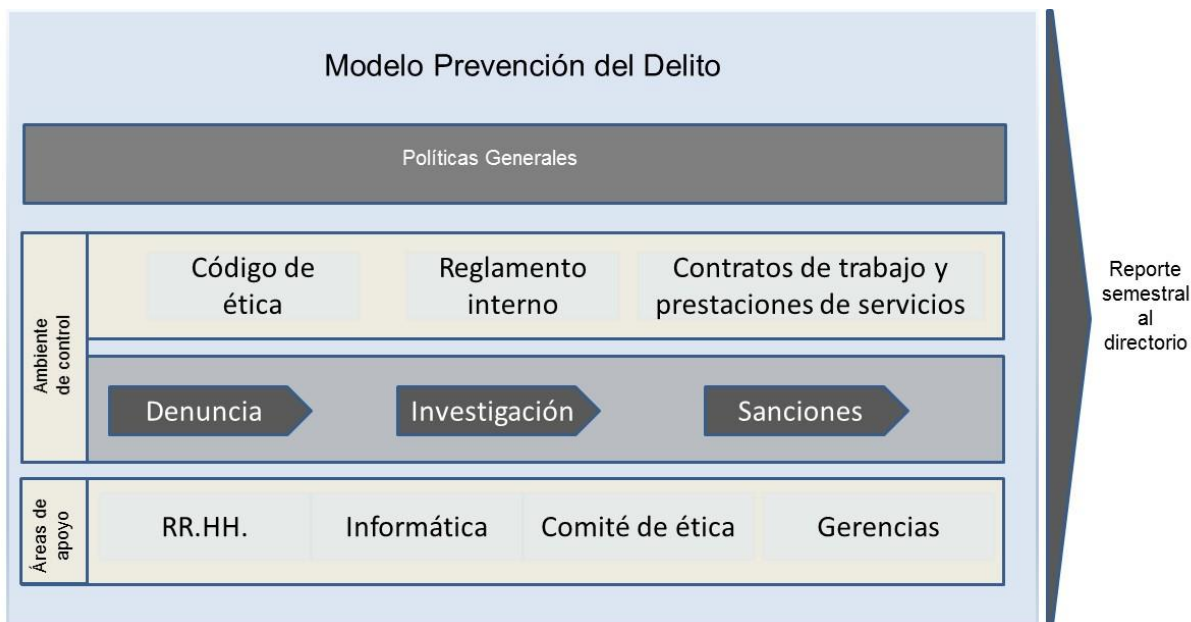 Modelo Prevención del Delito
Políticas Generales
Ambiente
de control
Código de
ética
Reglamento
interno
Contratos de trabajo y
prestaciones de servicios
Denuncia
Investigación
Sanciones
Áreas de
apoyo
RR.HH.
Informática
Comité de ética
Gerencias
Reporte
semestral
al
directorio